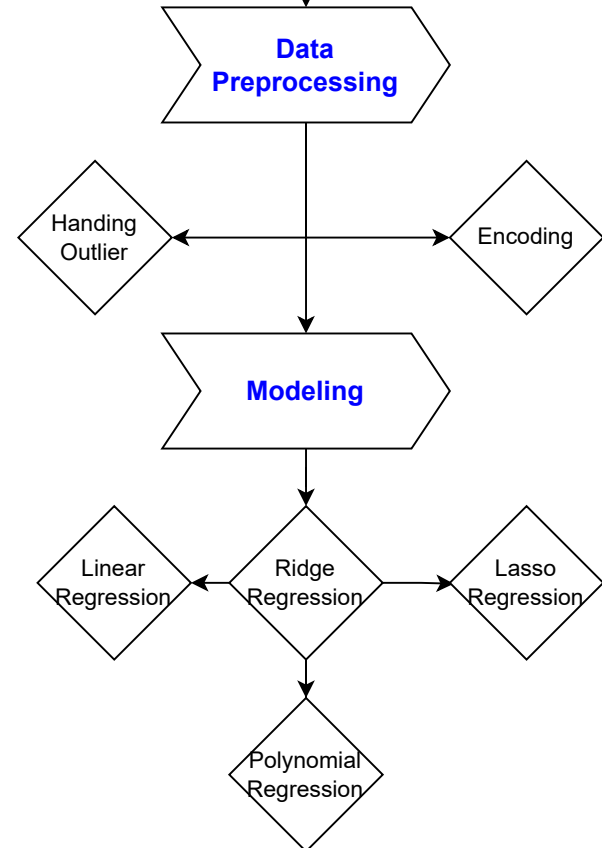 Data
Preprocessing
Handing
Outlier
Encoding
Modeling
Linear
Regression
Ridge
Regression
Lasso
Regression
Polynomial
Regression